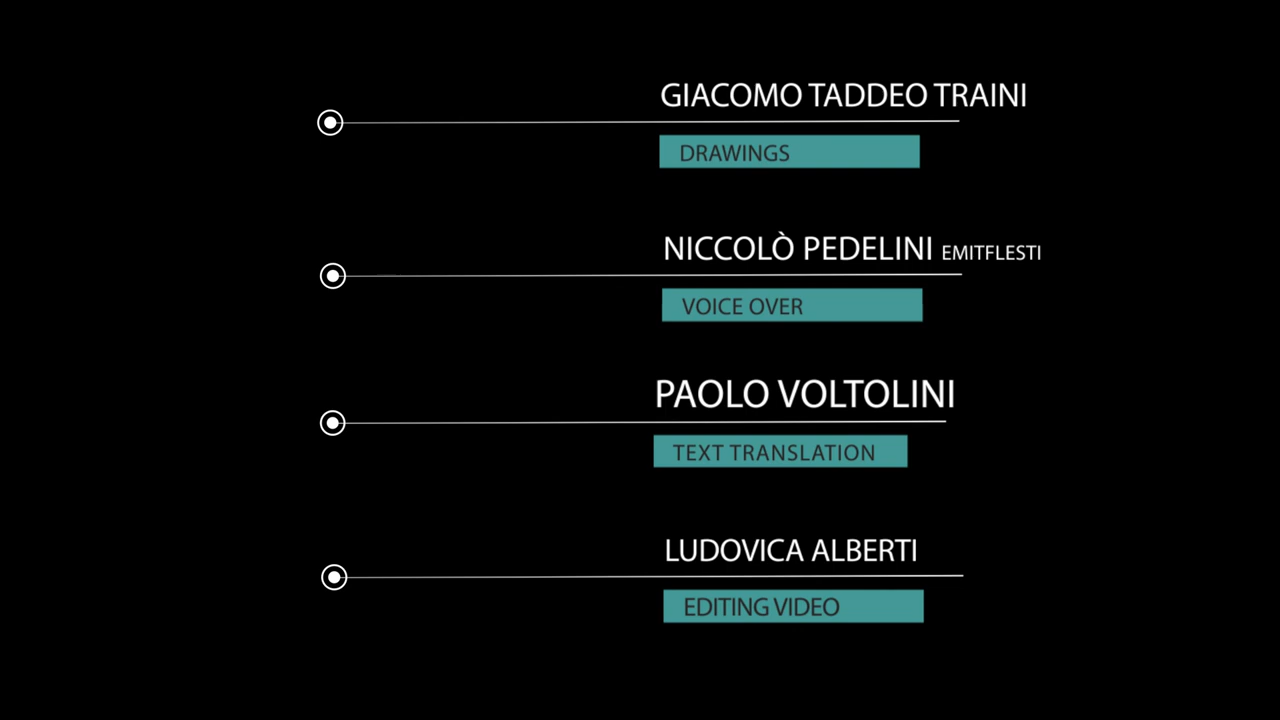 GIACOMO TADDEO TRAINI
DRAWINGS
NICCOLÒ PEDELINI EMITFLESTI
VOICE OVER
PAOLO VOLTOLINI
TEXT TRANSLATION
LUDOVICA ALBERTI
EDITING VIDEO